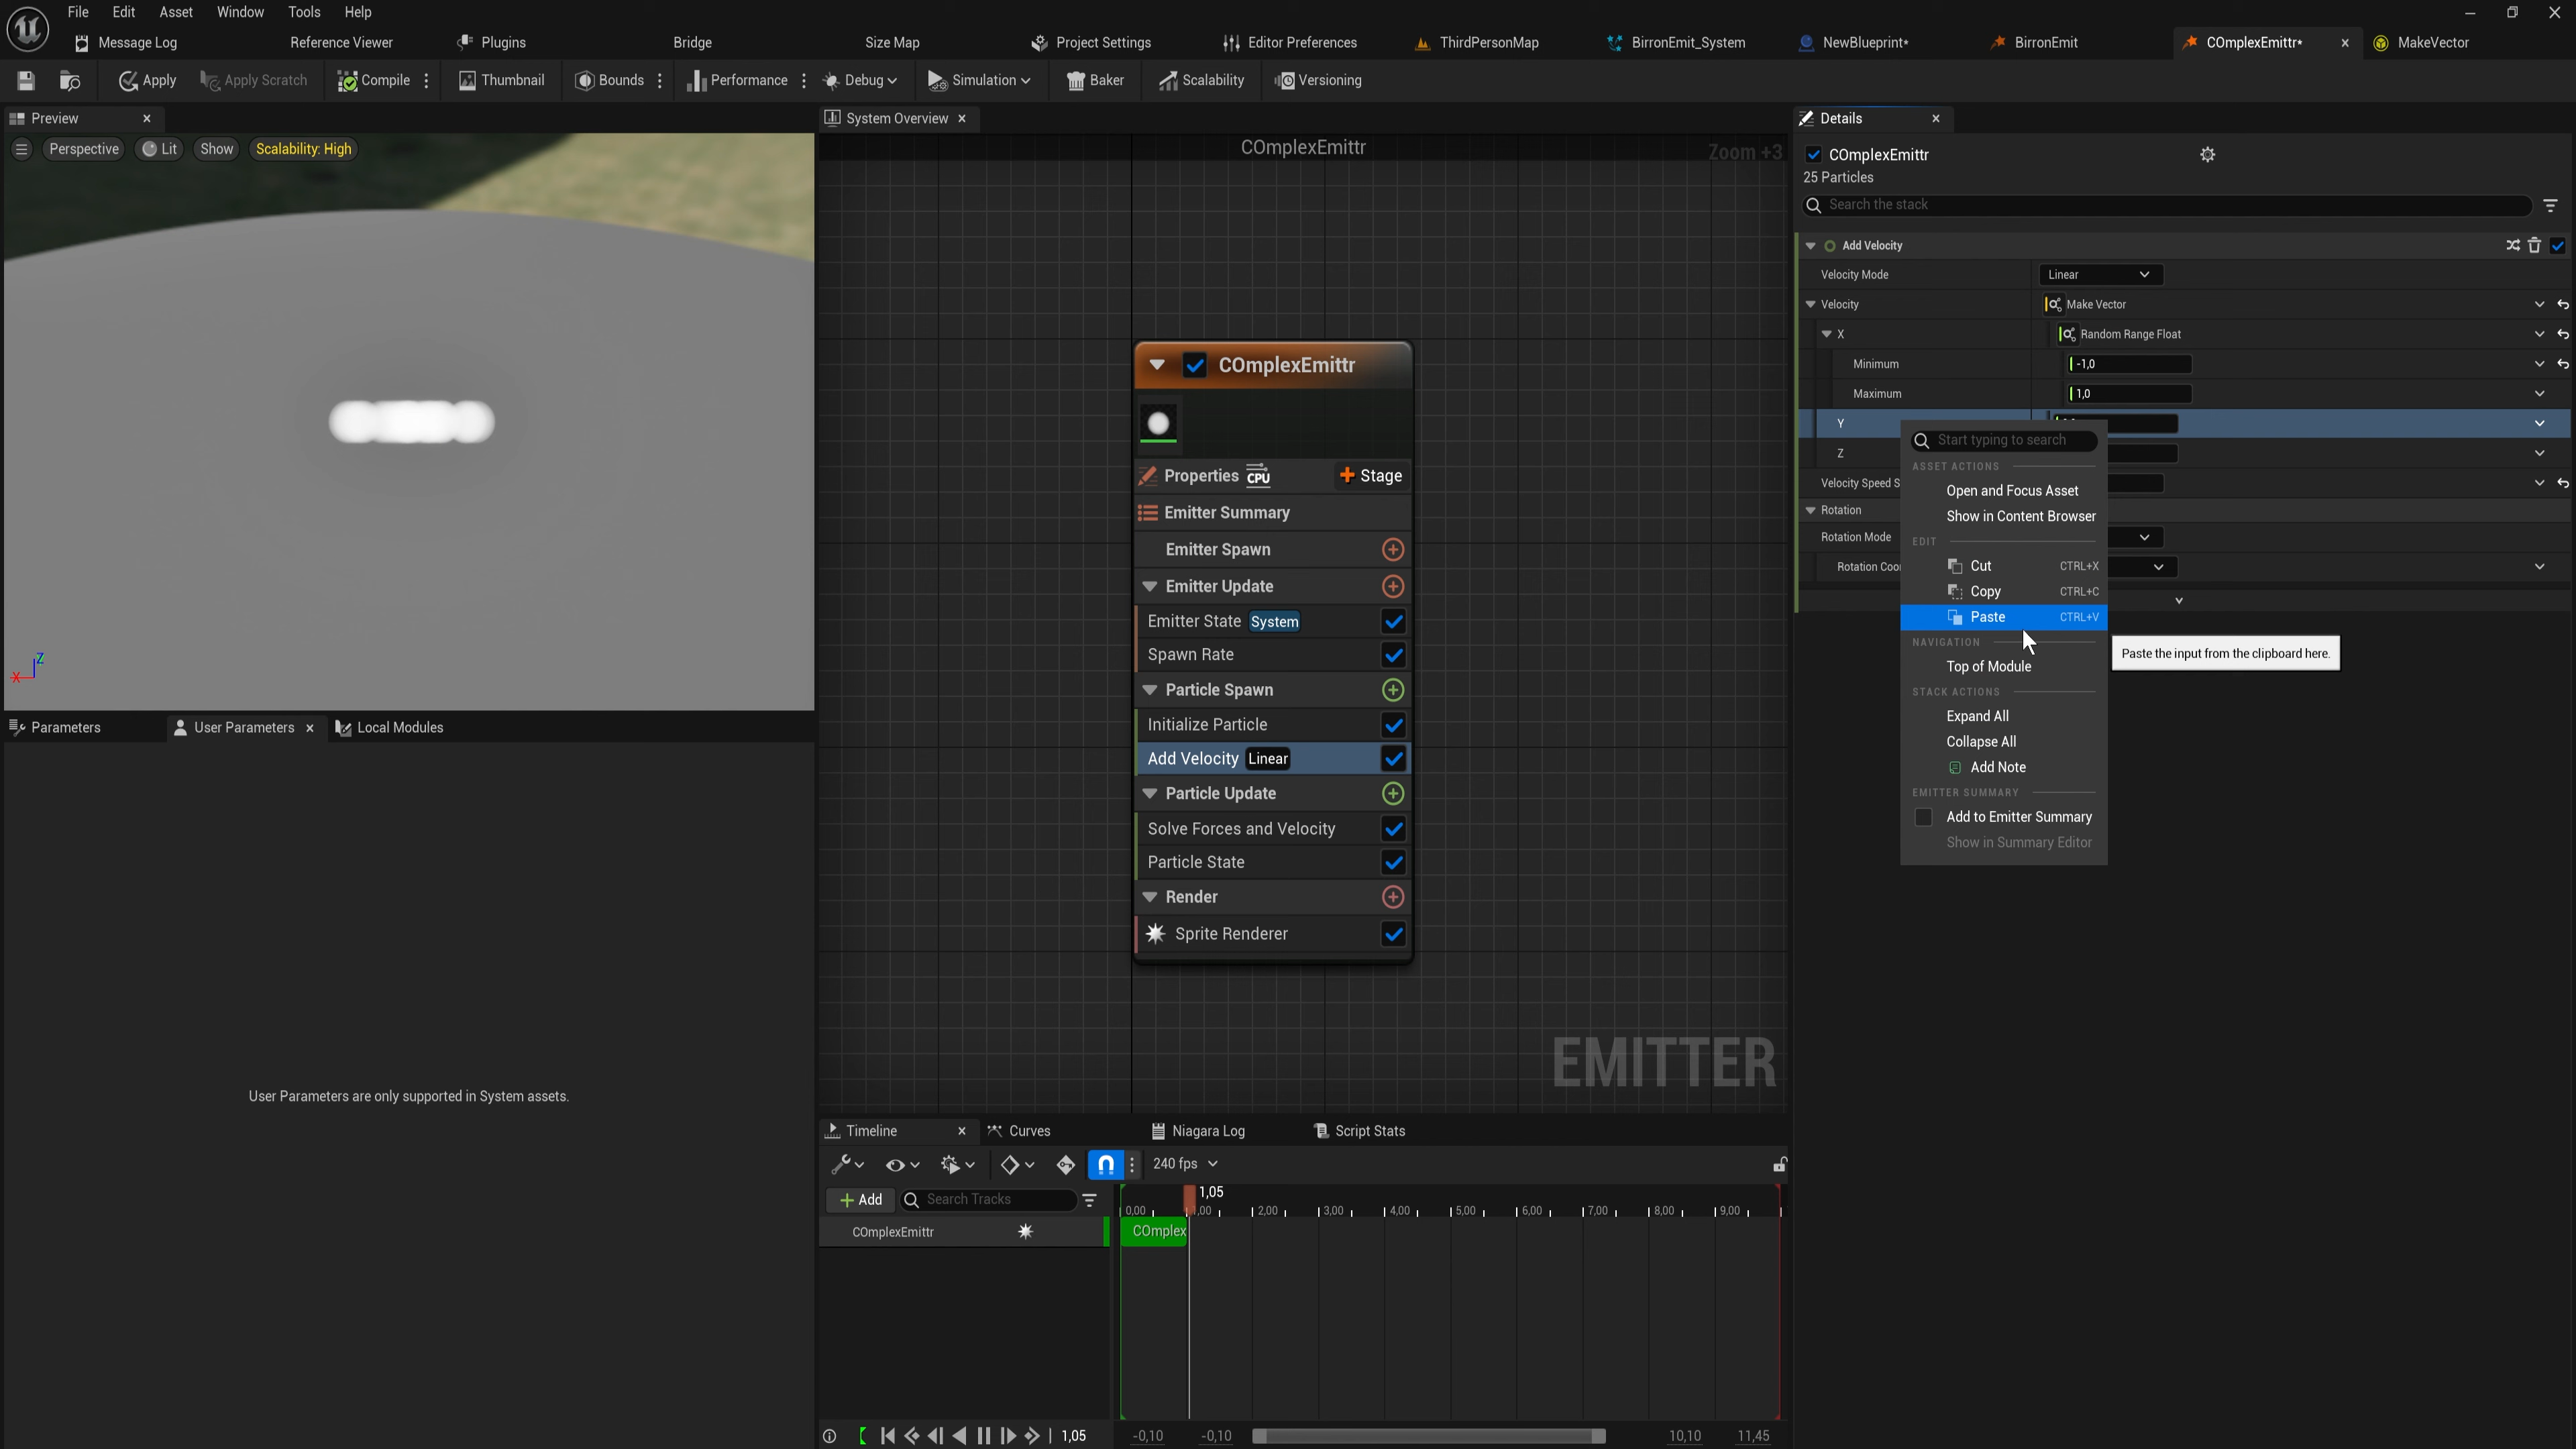 File Edit Asset Window Tools Help
Message Log Reference Viewer Plugins Bridge Size Map Project Settings Editor Preferences ThirdPersonMap BirronEmit_System NewBlueprint* BirronEmit COmplexEmittr* MakeVector
Apply Apply Scratch Compile Thumbnail Bounds Performance Debug Simulation Baker Scalability Versioning
Preview
Perspective Lit Show Scalability: High
X Z
Parameters User Parameters Local Modules
User Parameters are only supported in System assets.
System Overview
COmplexEmittr
Zoom +3
COmplexEmittr
Properties CPU Stage
Emitter Summary
Emitter Spawn
Emitter Update
Emitter State System
Spawn Rate
Particle Spawn
Initialize Particle
Add Velocity Linear
Particle Update
Solve Forces and Velocity
Particle State
Render
Sprite Renderer
EMITTER
Timeline Curves Niagara Log Script Stats
240 fps
Add Search Tracks
1,05
0,00 1,00 2,00 3,00 4,00 5,00 6,00 7,00 8,00 9,00
COmplexEmittr
COmplex
1,05 -0,10 -0,10 10,10 11,45
Details
COmplexEmittr
25 Particles
Search the stack
Add Velocity
Velocity Mode Linear
Velocity Make Vector
X Random Range Float
Minimum -1,0
Maximum 1,0
Y
Z
Velocity Speed S
Rotation
Rotation Mode
Rotation Coo
Start typing to search
ASSET ACTIONS
Open and Focus Asset
Show in Content Browser
EDIT
Cut CTRL+X
Copy CTRL+C
Paste CTRL+V
NAVIGATION
Top of Module
STACK ACTIONS
Expand All
Collapse All
Add Note
EMITTER SUMMARY
Add to Emitter Summary
Show in Summary Editor
Paste the input from the clipboard here.